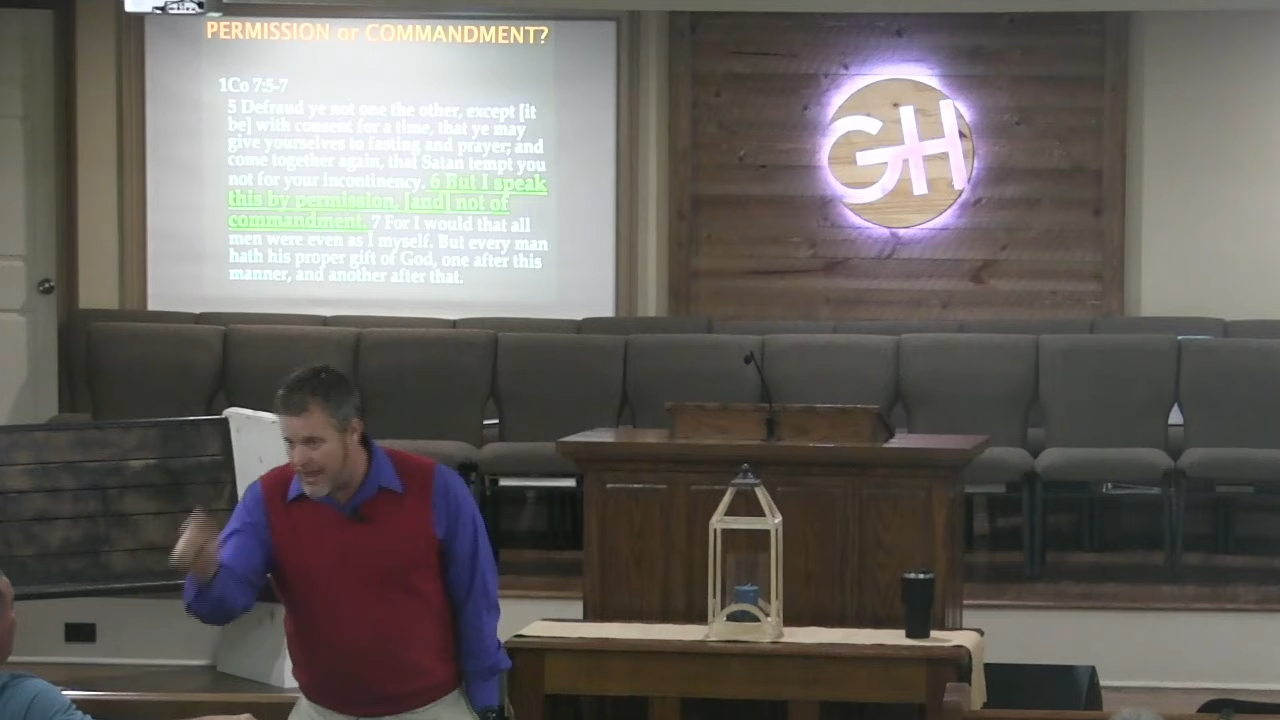 PERMISSION or COMMANDMENT?
1Co 7:5-7
5 Defraud ye not one the other, except [it
be] with consent for a time, that ye may
give yourselves to fasting and prayer; and
come together again, that Satan tempt you
not for your incontinency. 6 But I speak
this by permission, [and] not of
commandment. 7 For I would that all
men were even as I myself. But every man
hath his proper gift of God, one after this
manner, and another after that.
GH